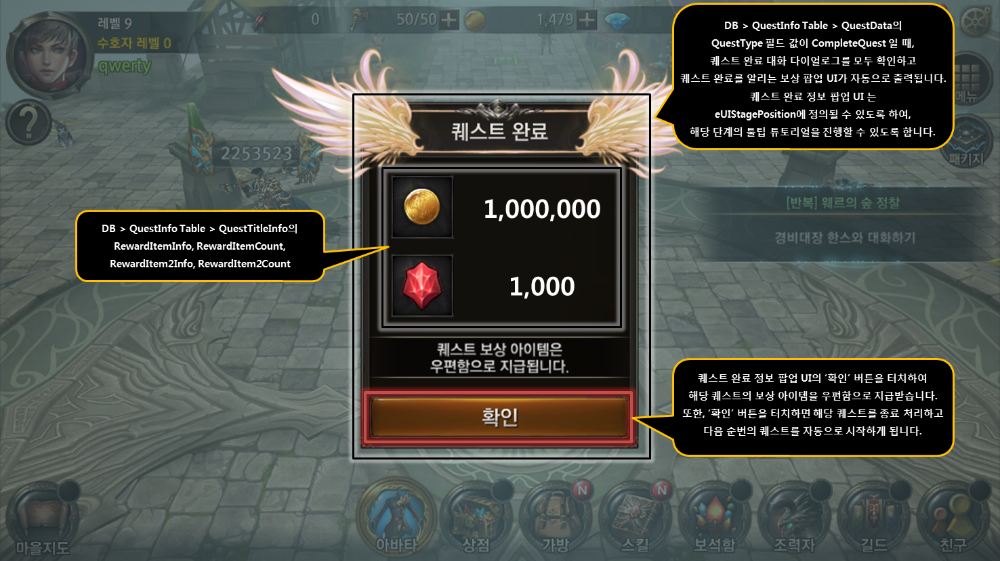 레벨 9
수호자 레벨 0
qwerty
0
50/50
1,479
DB > QuestInfo Table > QuestData의
QuestType 필드 값이 CompleteQuest 일 때,
퀘스트 완료 대화 다이얼로그를 모두 확인하고
퀘스트 완료를 알리는 보상 팝업 UI가 자동으로 출력됩니다.
퀘스트 완료 정보 팝업 UI 는
eUIStagePosition에 정의될 수 있도록 하여,
해당 단계의 툴팁 튜토리얼을 진행할 수 있도록 합니다.
메뉴
패키지
퀘스트 완료
2253523
[반복] 웨르의 숲 정찰
경비대장 한스와 대화하기
1,000,000
1,000
DB > QuestInfo Table > QuestTitleInfo의
RewardItemInfo, RewardItemCount,
RewardItem2Info, RewardItem2Count
퀘스트 보상 아이템은
우편함으로 지급됩니다.
확인
퀘스트 완료 정보 팝업 UI의 ‘확인’ 버튼을 터치하여
해당 퀘스트의 보상 아이템을 우편함으로 지급받습니다.
또한, ‘확인’ 버튼을 터치하면 해당 퀘스트를 종료 처리하고
다음 순번의 퀘스트를 자동으로 시작하게 됩니다.
N
N
마을지도
아바타
상점
가방
스킬
보석함
조력자
길드
친구